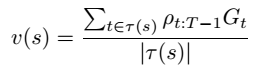 v(s) = \frac{\sum_{t \in \tau(s)} \rho_{t:T-1} G_t}{|\tau(s)|}